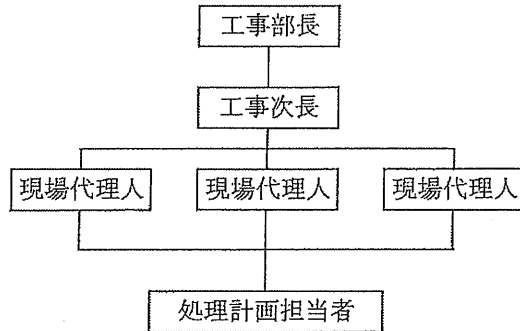 工事部長
工事次長
現場代理人
現場代理人
現場代理人
処理計画担当者